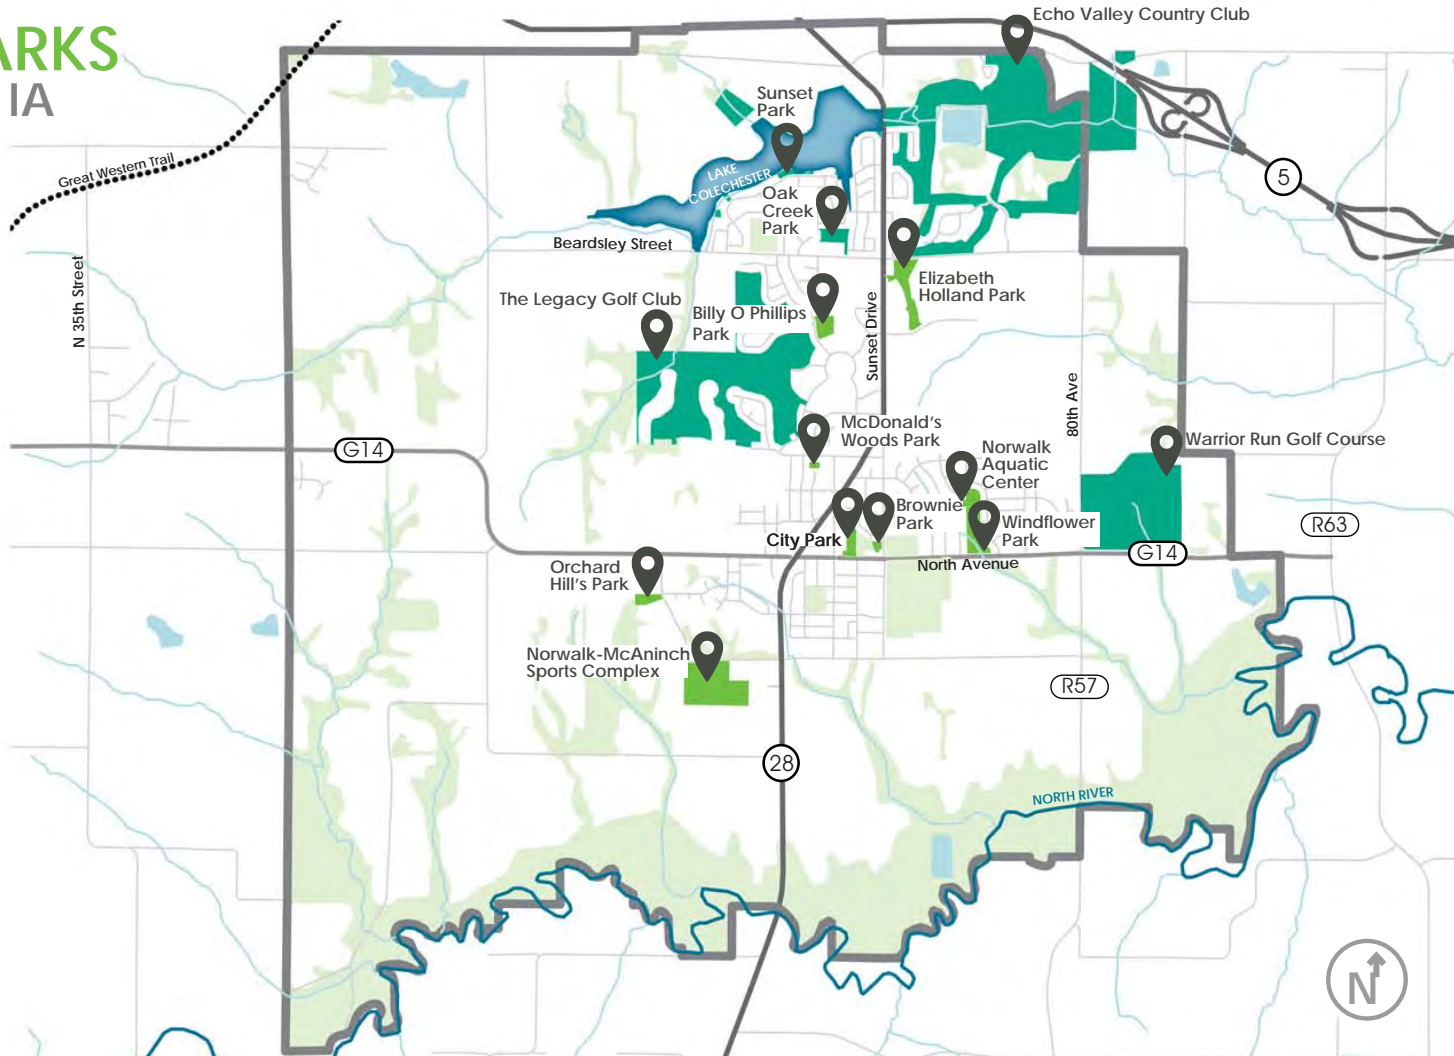 ARKS
IA
Echo Valley Country Club
Sunset
Park
5
Great Western Trail
LAKE
COLECHESTER
Oak
Creek
Park
Beardsley Street
N 35th Street
Elizabeth
Holland Park
The Legacy Golf Club
Billy O Phillips
Park
Sunset Drive
80th Ave
McDonald's
Woods Park
Warrior Run Golf Course
G14
Norwalk
Aquatic
Center
Brownie
Park
Windflower
Park
R63
City Park
G14
North Avenue
Orchard
Hill's Park
Norwalk-McAninch
Sports Complex
R57
28
NORTH RIVER
N